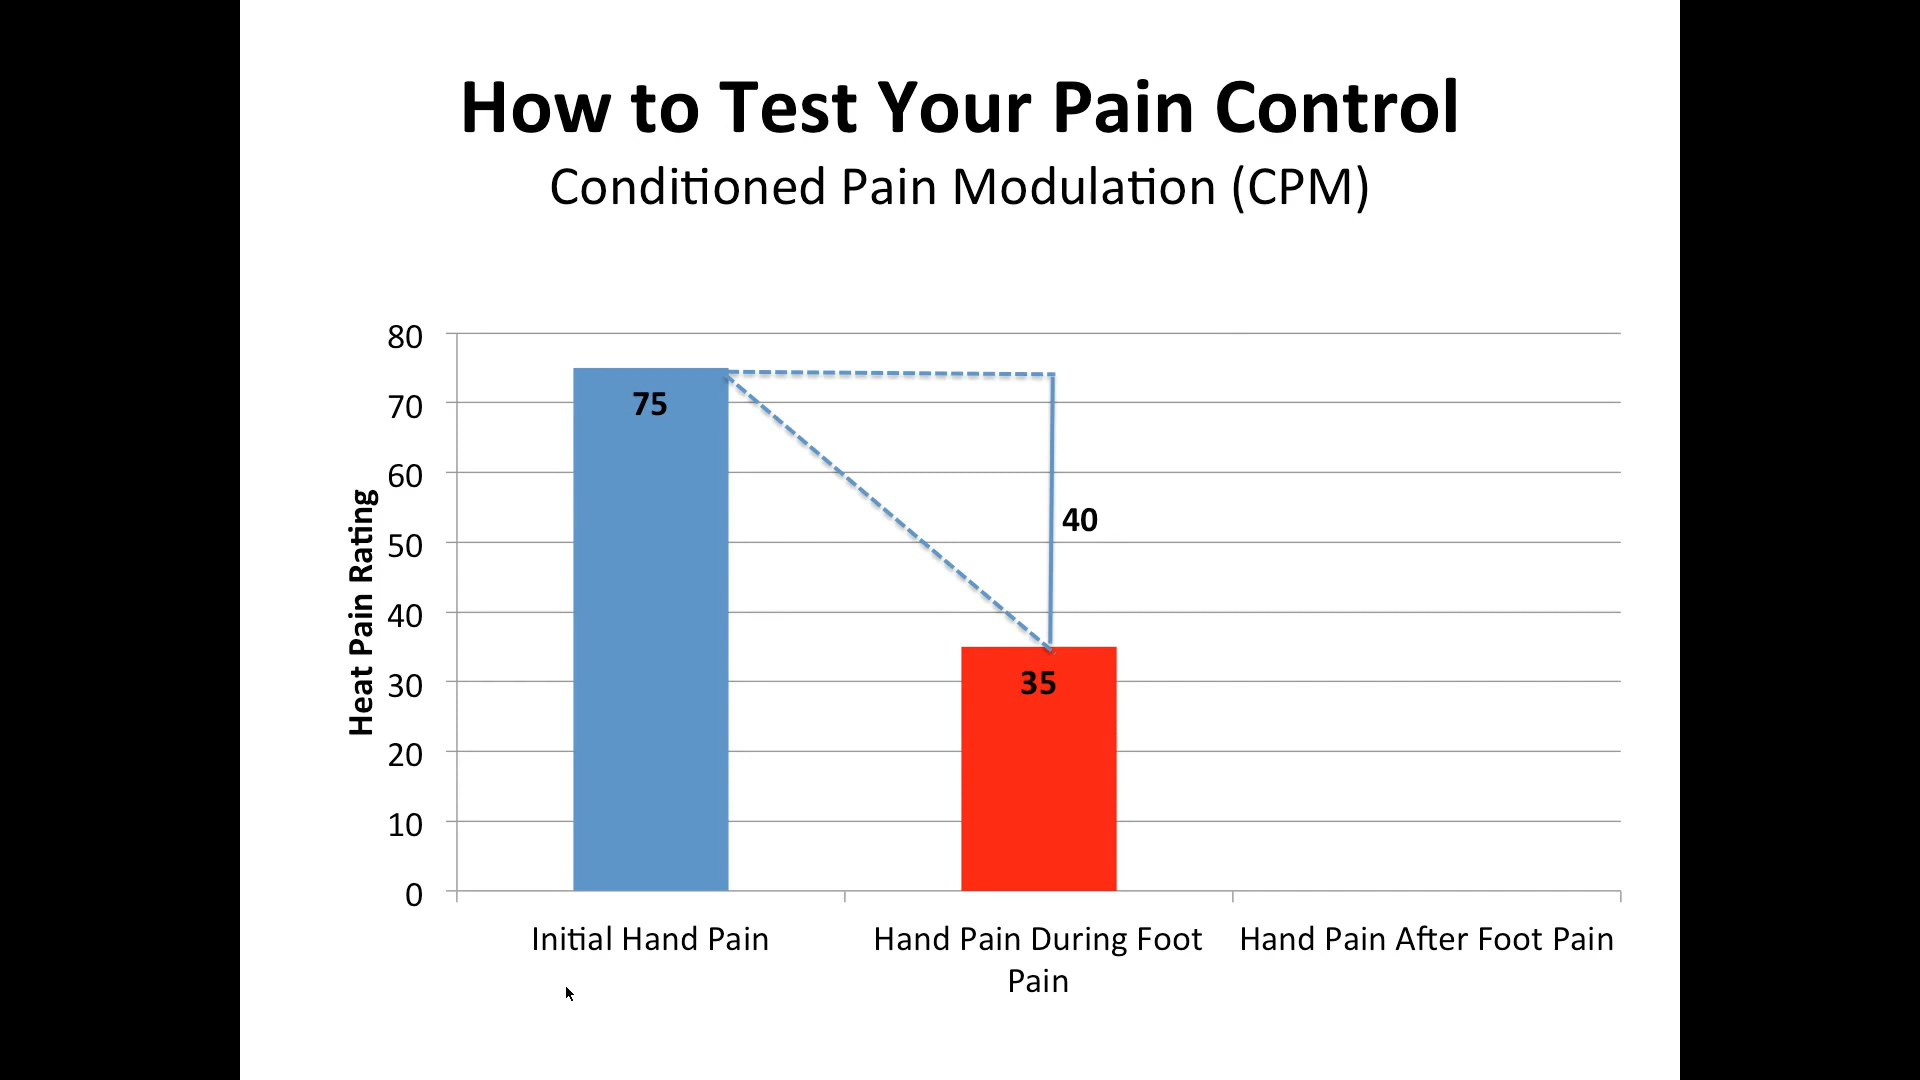 How to Test Your Pain Control
Conditioned Pain Modulation (CPM)
80
70
60
50
40
30
20
10
0
Heat Pain Rating
75
40
35
Initial Hand Pain
Hand Pain During Foot
Pain
Hand Pain After Foot Pain